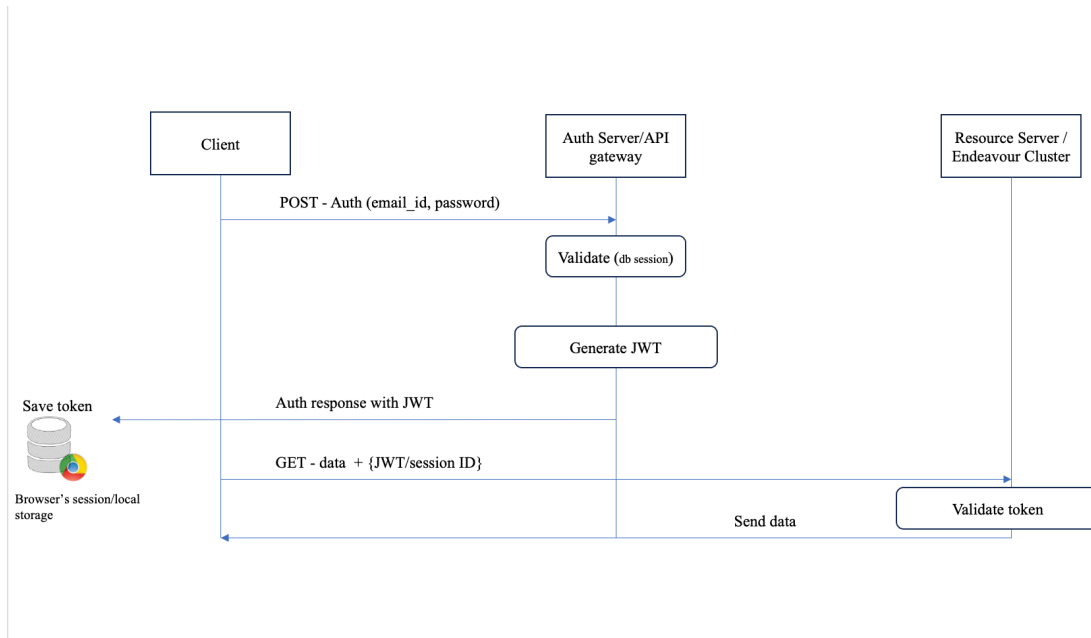 Client
Auth Server/API
gateway
Resource Server /
Endeavour Cluster
POST - Auth (email_id, password)
Validate (db session)
Generate JWT
Auth response with JWT
Save token
GET - data + {JWT/session ID}
Browser’s session/local
storage
Validate token
Send data